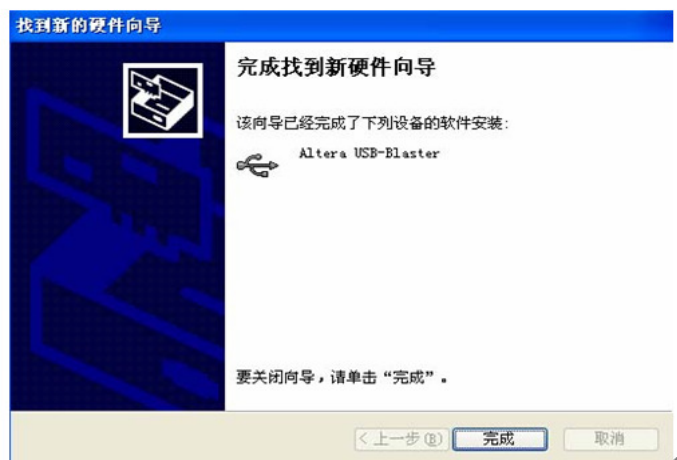 找到新的硬件向导
完成找到新硬件向导
该向导已经完成了下列设备的软件安装:
Altera USB-Blaster
要关闭向导，请单击“完成”。
< 上一步(B)
完成
取消